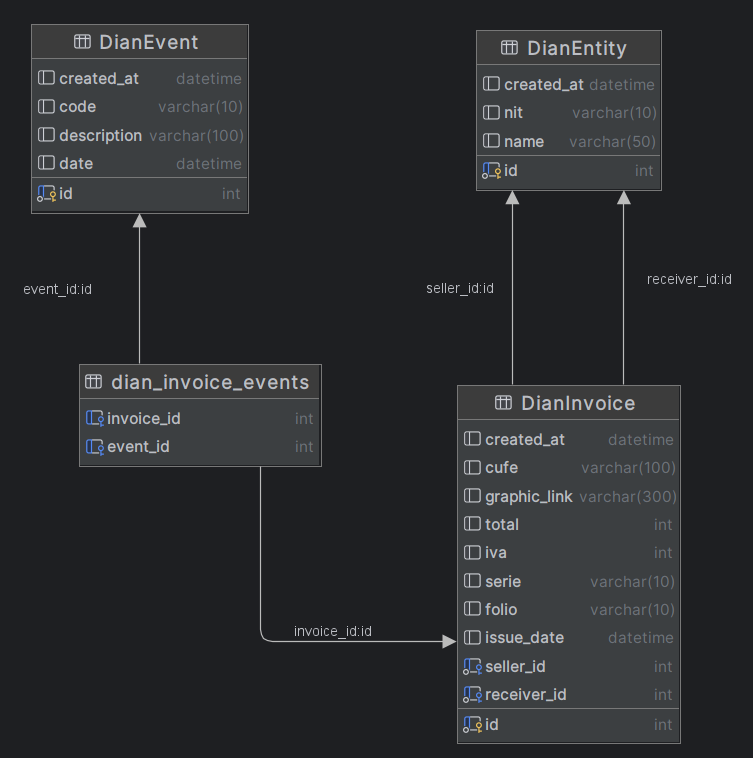 DianEvent
created_at datetime
code varchar(10)
description varchar(100)
date datetime
id int
DianEntity
created_at datetime
nit varchar(10)
name varchar(50)
id int
event_id:id
seller_id:id
receiver_id:id
dian_invoice_events
invoice_id int
event_id int
invoice_id:id
DianInvoice
created_at datetime
cufe varchar(100)
graphic_link varchar(300)
total int
iva int
serie varchar(10)
folio varchar(10)
issue_date datetime
seller_id int
receiver_id int
id int